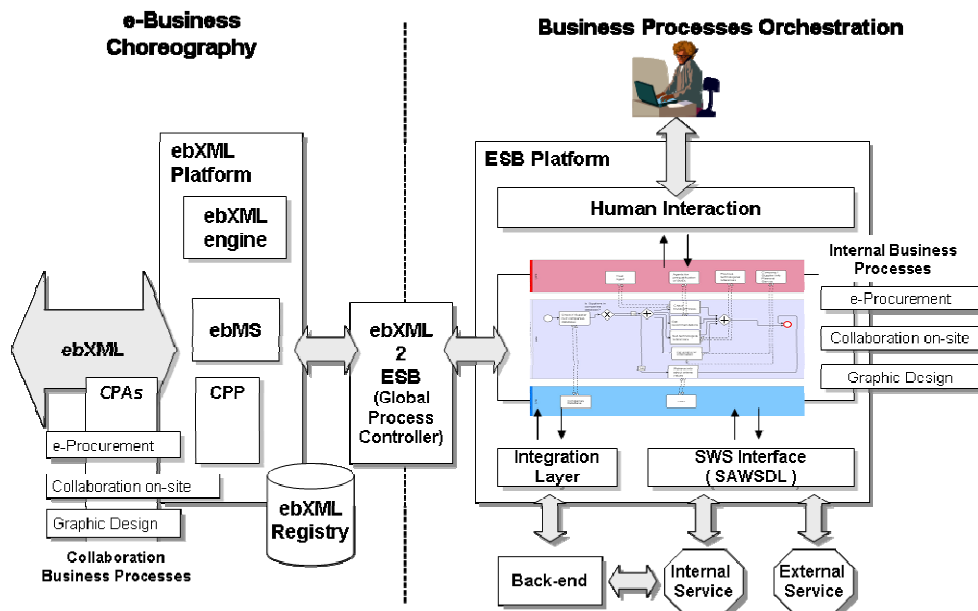 e-Business
Choreography
Business Processes Orchestration
ebXML
Platform
ebXML
engine
ebMS
ebXML
CPAs
CPP
e-Procurement
Collaboration on-site
Graphic Design
Collaboration
Business Processes
ebXML
Registry
ebXML
2
ESB
(Global
Process
Controller)
ESB Platform
Human Interaction
Internal Business
Processes
e-Procurement
Collaboration on-site
Graphic Design
Integration
Layer
SWS Interface
( SAWSDL )
Back-end
Internal
Service
External
Service